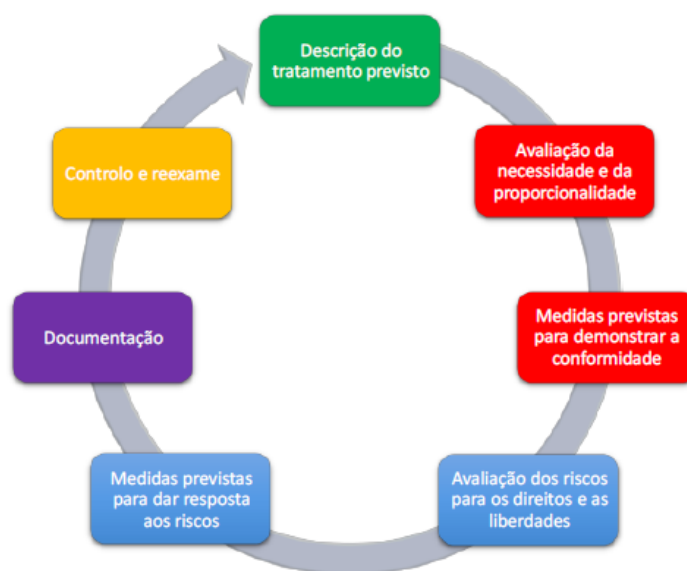 Descrição do
tratamento previsto
Avaliação da
necessidade e da
proporcionalidade
Medidas previstas
para demonstrar a
conformidade
Avaliação dos riscos
para os direitos e as
liberdades
Medidas previstas
para dar resposta
aos riscos
Documentação
Controlo e reexame